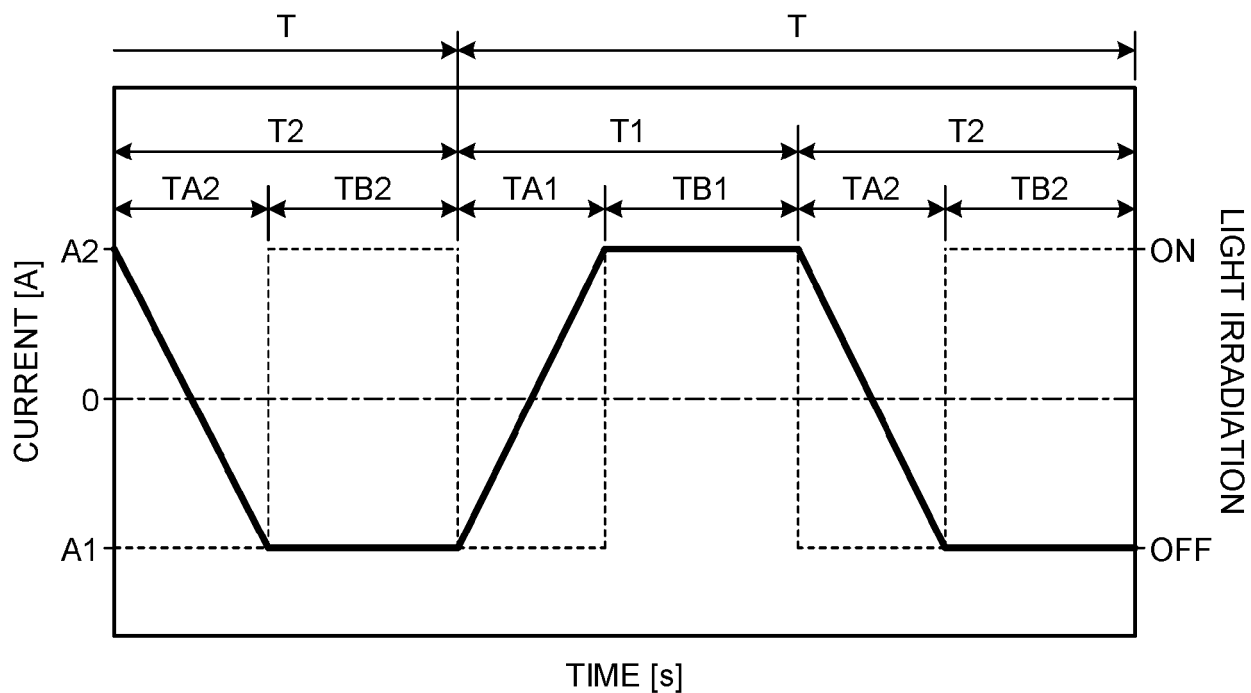 T T
T2 T1 T2
TA2 TB2 TA1 TB1 TA2 TB2
A2 ON
CURRENT [A]
LIGHT IRRADIATION
0
A1 OFF
TIME [s]